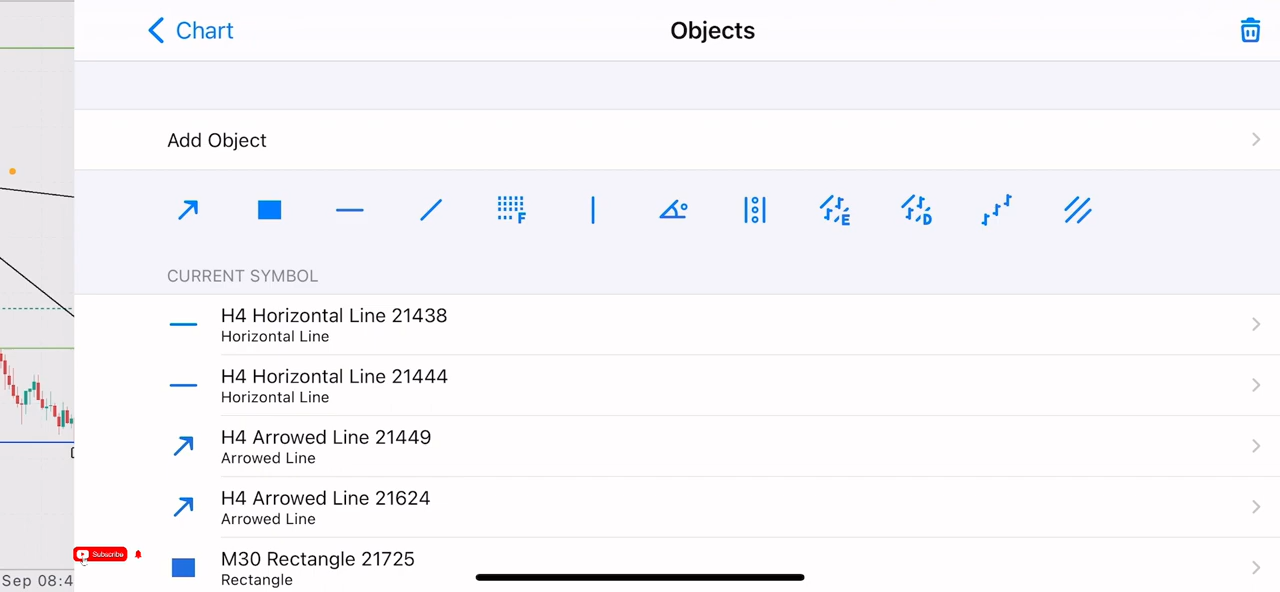 Chart
Objects
Add Object
F
E
D
CURRENT SYMBOL
H4 Horizontal Line 21438
Horizontal Line
H4 Horizontal Line 21444
Horizontal Line
H4 Arrowed Line 21449
Arrowed Line
H4 Arrowed Line 21624
Arrowed Line
Subscribe
M30 Rectangle 21725
Rectangle
Sep 08:4